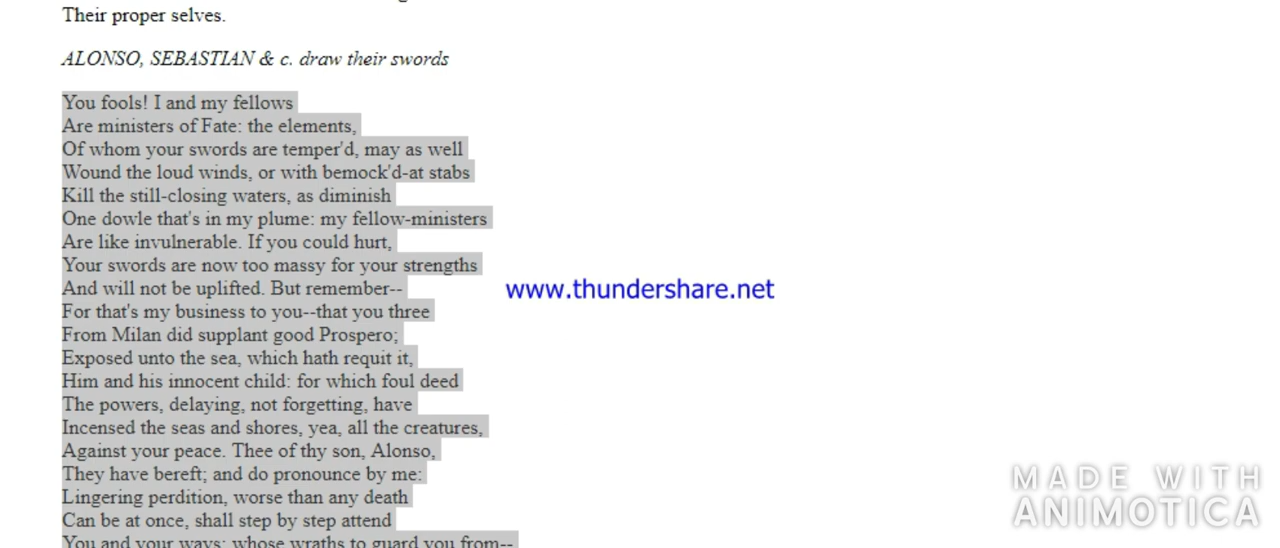 Their proper selves.
ALONSO, SEBASTIAN & c. draw their swords
You fools! I and my fellows
Are ministers of Fate: the elements,
Of whom your swords are temper'd, may as well
Wound the loud winds, or with bemock'd-at stabs
Kill the still-closing waters, as diminish
One dowle that's in my plume: my fellow-ministers
Are like invulnerable. If you could hurt,
Your swords are now too massy for your strengths
And will not be uplifted. But remember--
For that's my business to you--that you three
From Milan did supplant good Prospero;
Exposed unto the sea, which hath requit it,
Him and his innocent child: for which foul deed
The powers, delaying, not forgetting, have
Incensed the seas and shores, yea, all the creatures,
Against your peace. Thee of thy son, Alonso,
They have bereft; and do pronounce by me:
Lingering perdition, worse than any death
Can be at once, shall step by step attend
You and your ways; whose wraths to guard you from--
www.thundershare.net
MADE WITH
ANIMOTICA